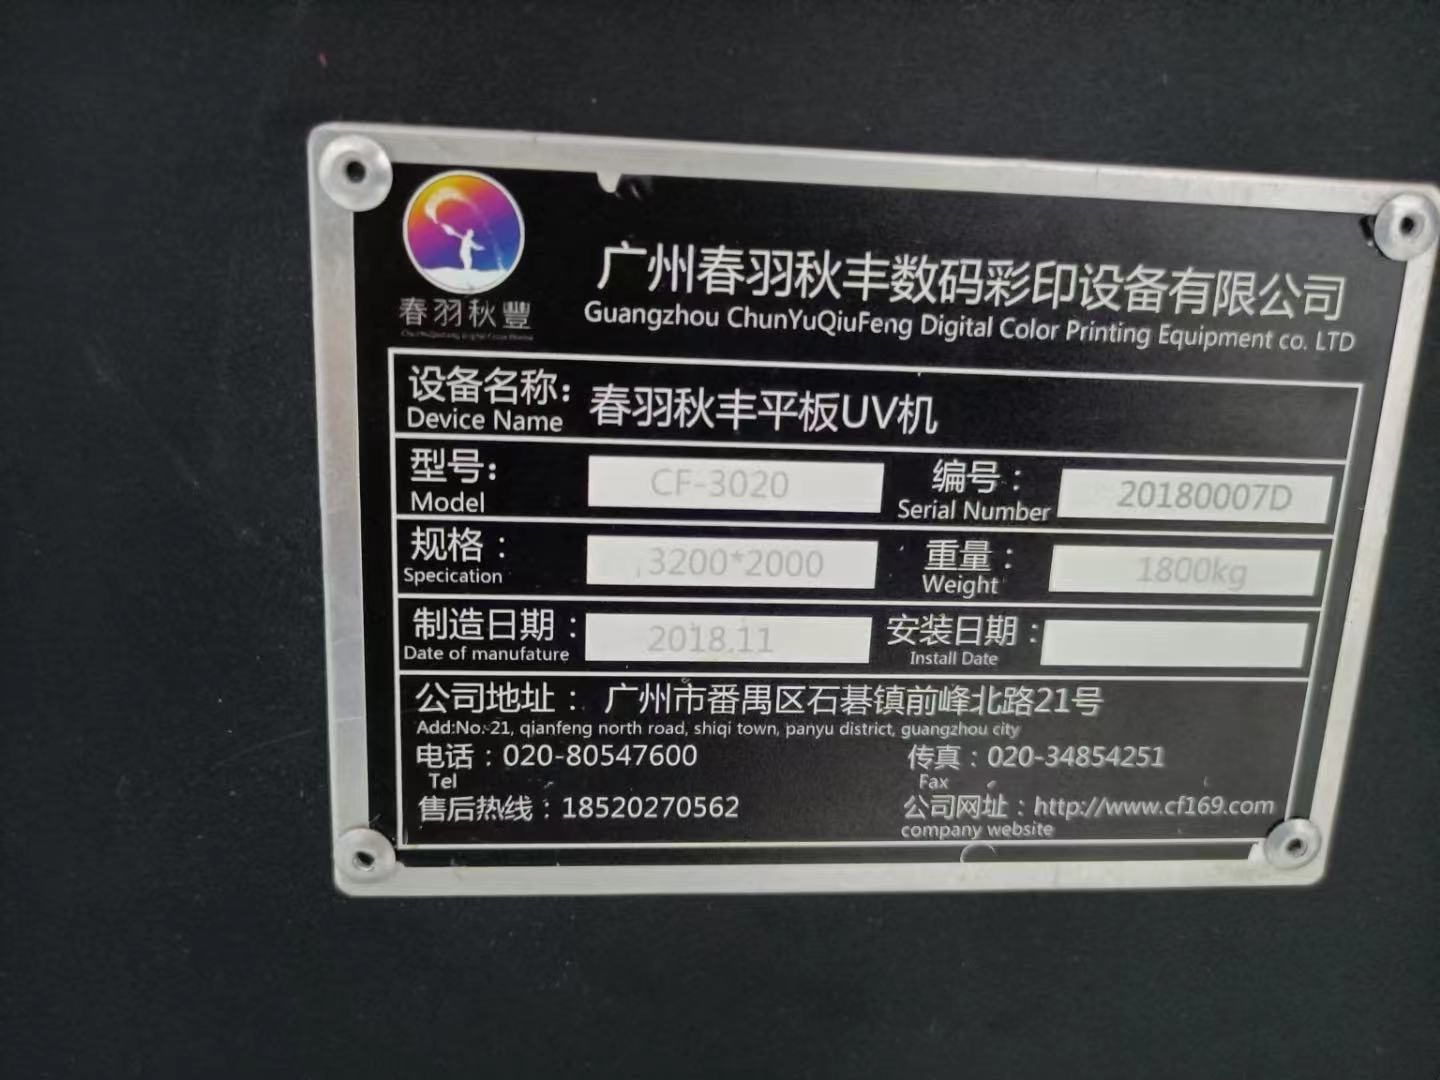 春羽秋豐
广州春羽秋丰数码彩印设备有限公司
Guangzhou ChunYuQiuFeng Digital Color Printing Equipment co. LTD
设备名称: 春羽秋丰平板UV机
Device Name
型号: CF-3020 编号: 20180007D
Model Serial Number
规格: 3200*2000 重量: 1800kg
Specication Weight
制造日期: 2018.11 安装日期:
Date of manufature Install Date
公司地址: 广州市番禺区石碁镇前峰北路21号
Add:No.-21, qianfeng north road, shiqi town, panyu district, guangzhou city
电话: 020-80547600 传真: 020-34854251
Tel Fax
售后热线: 18520270562 公司网址: http://www.cf169.com
company website